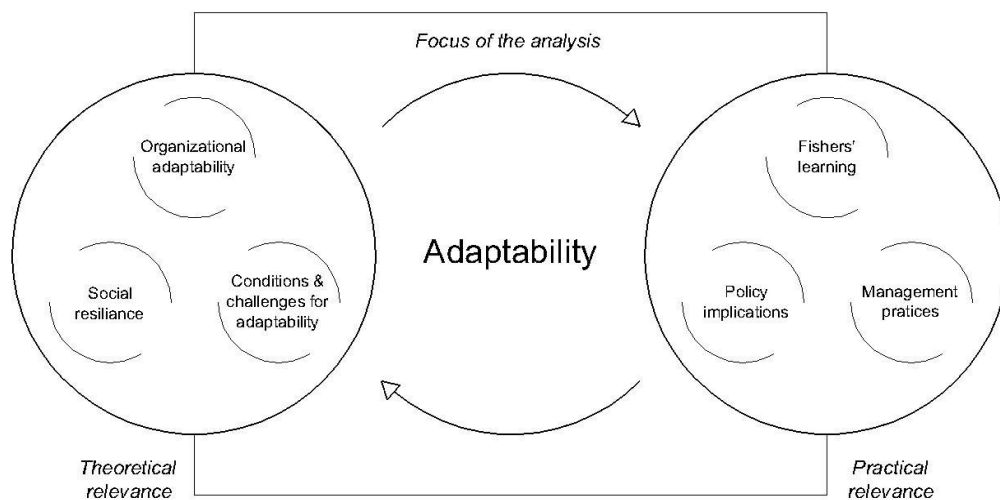 Focus of the analysis
Organizational
adaptability
Social
resiliance
Conditions &
challenges for
adaptability
Adaptability
Fishers'
learning
Policy
implications
Management
pratices
Theoretical
relevance
Practical
relevance